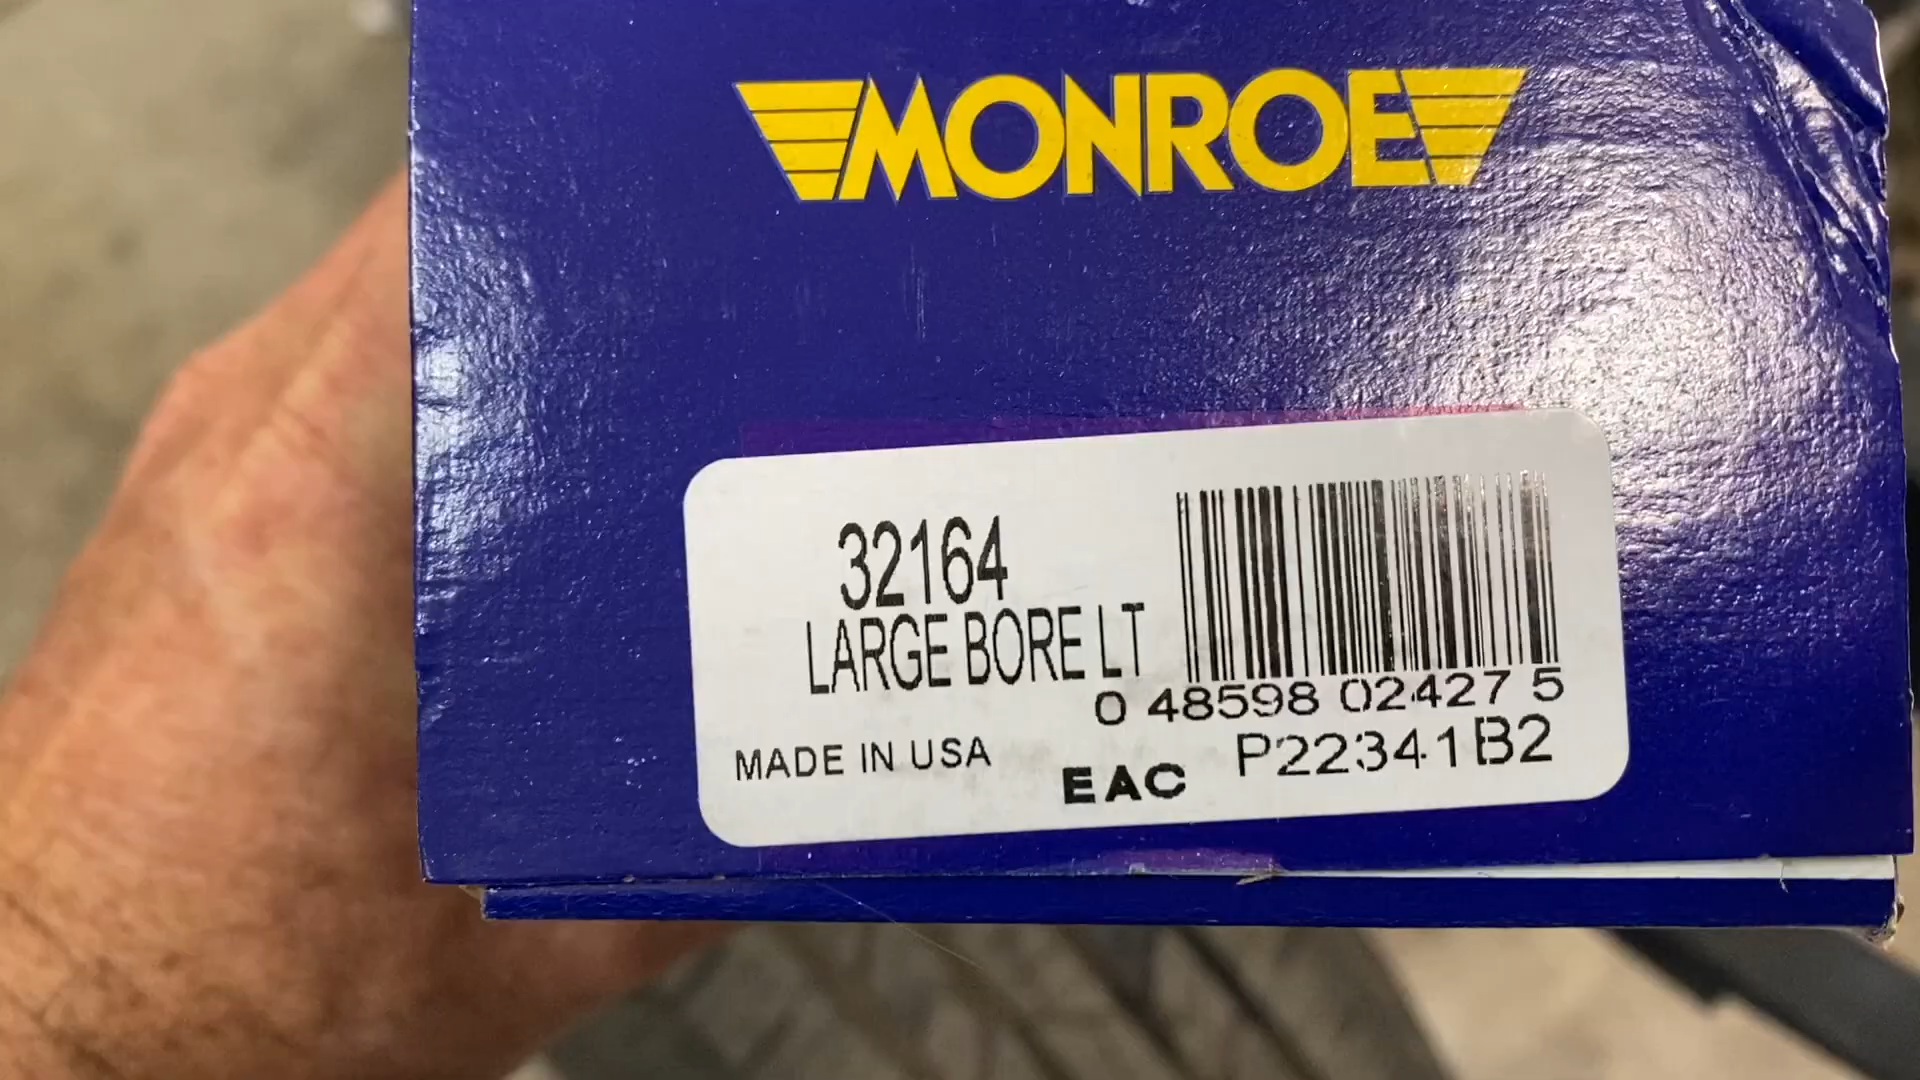 MONROE
32164
LARGE BORE LT
0 48598 02427 5
MADE IN USA
EAC
P22341B2